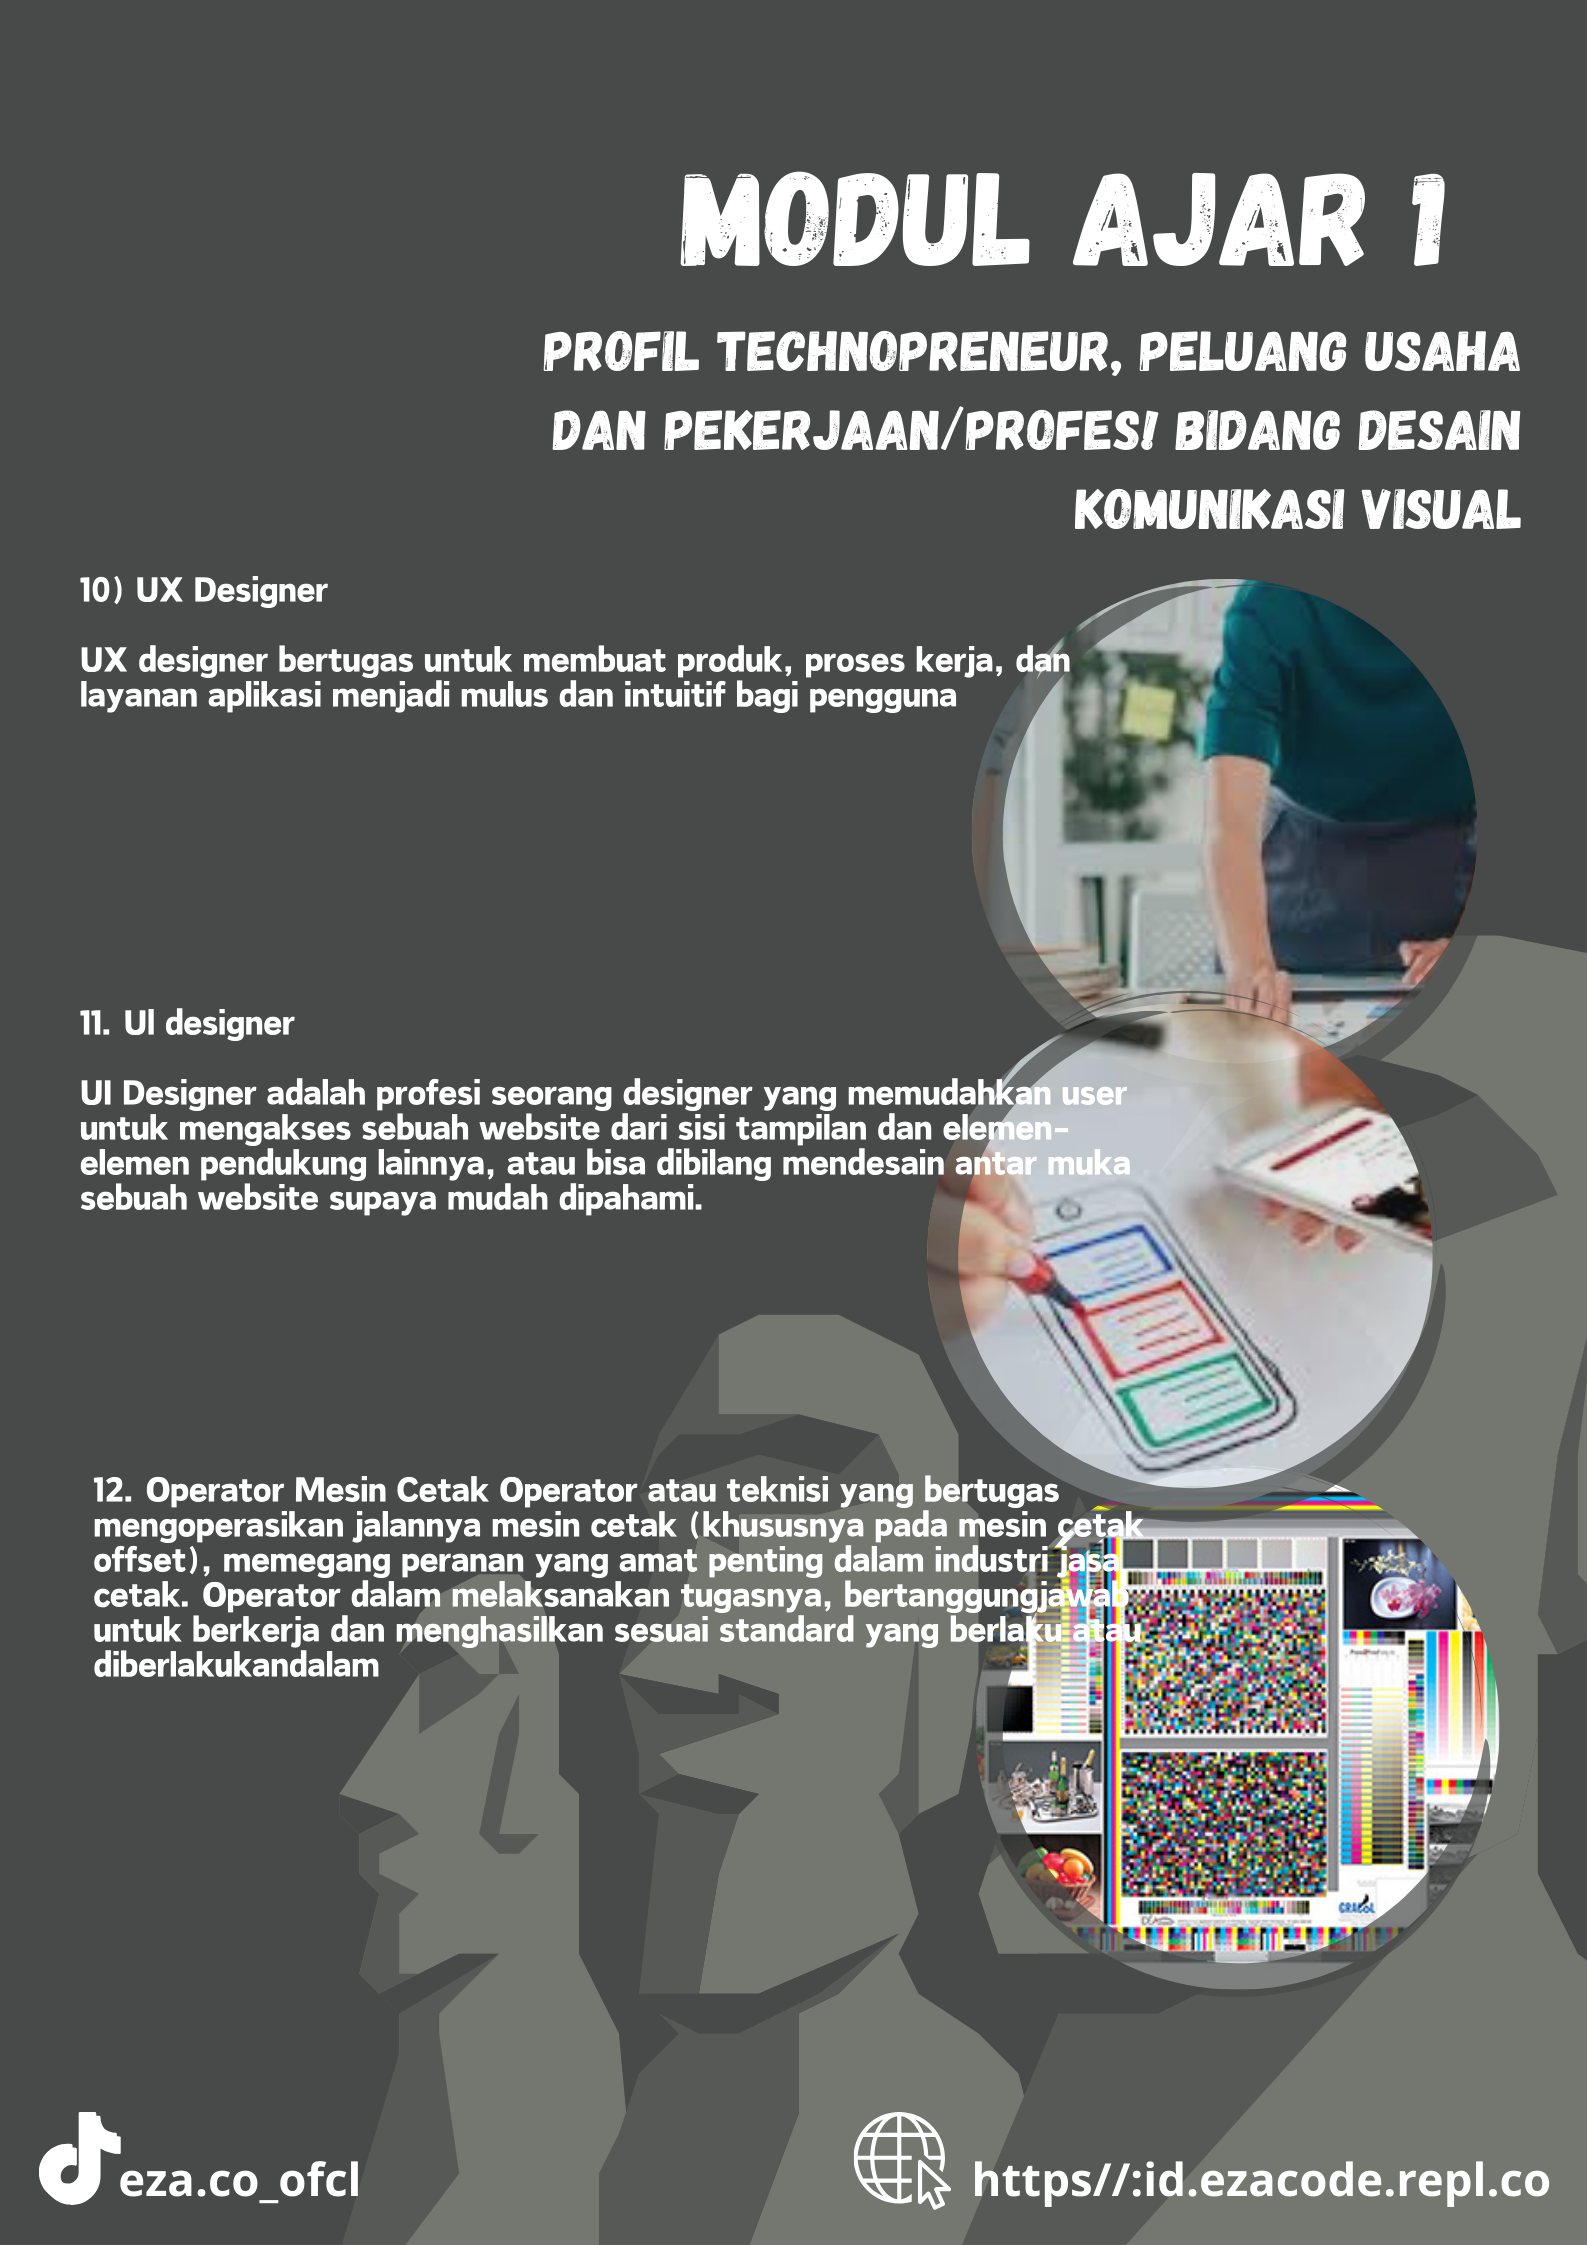 MODUL AJAR 1
PROFIL TECHNOPRENEUR, PELUANG USAHA
DAN PEKERJAAN/PROFES! BIDANG DESAIN
KOMUNIKASI VISUAL
10) UX Designer
UX designer bertugas untuk membuat produk, proses kerja, dan
layanan aplikasi menjadi mulus dan intuitif bagi pengguna
11. Ul designer
UI Designer adalah profesi seorang designer yang memudahkan user
untuk mengakses sebuah website dari sisi tampilan dan elemen-
elemen pendukung lainnya, atau bisa dibilang mendesain antar muka
sebuah website supaya mudah dipahami.
12. Operator Mesin Cetak Operator atau teknisi yang bertugas
mengoperasikan jalannya mesin cetak (khususnya pada mesin cetak
offset), memegang peranan yang amat penting dalam industri jasa
cetak. Operator dalam melaksanakan tugasnya, bertanggungjawab
untuk berkerja dan menghasilkan sesuai standard yang berlaku atau
diberlakukandalam
GRACoL
eza.co_ofcl
https//:id.ezacode.repl.co